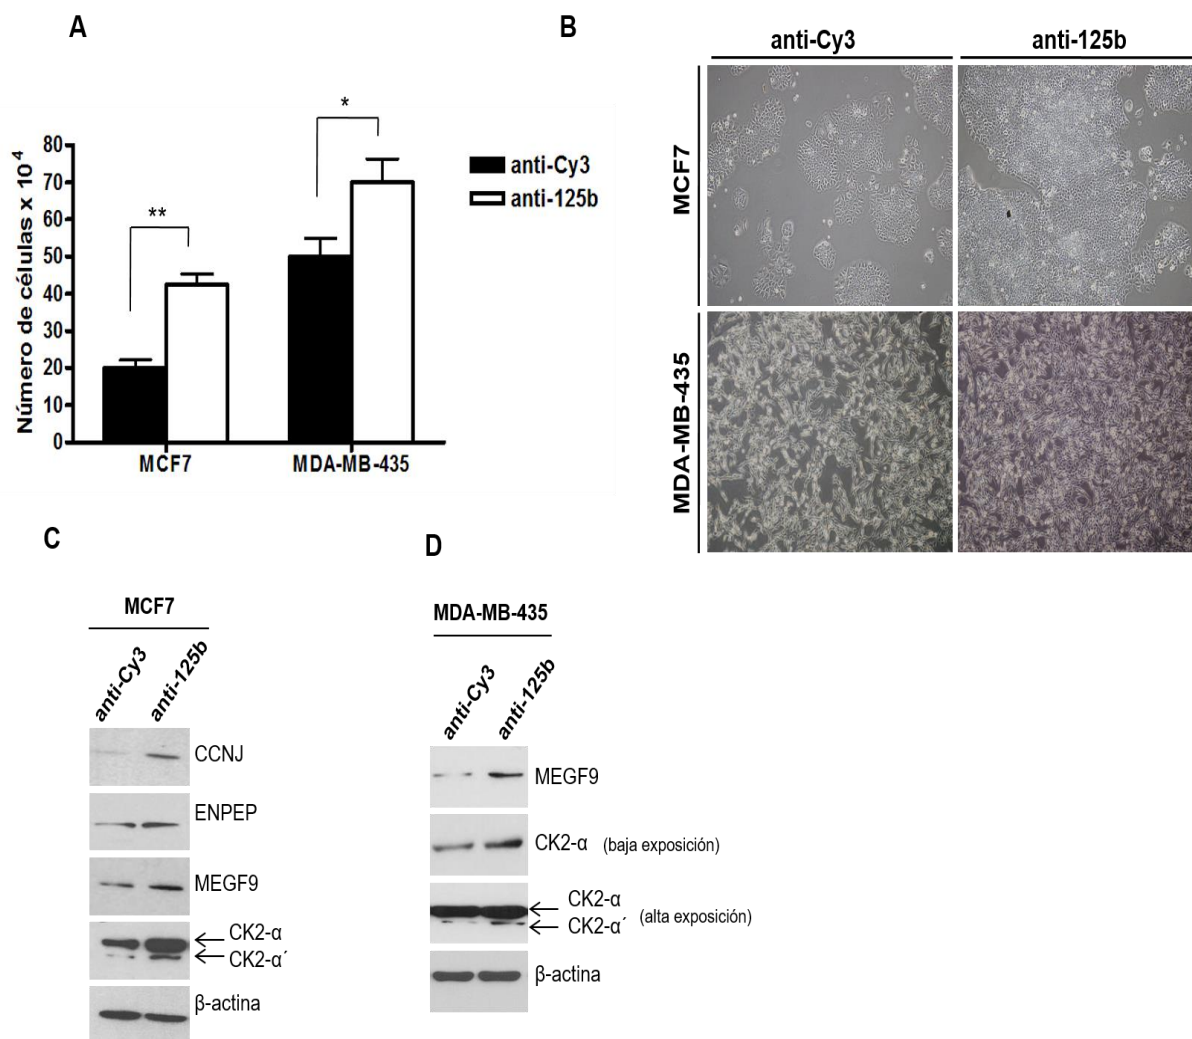 A
B
anti-Cy3
anti-125b
**
*
Número de células x 10⁴
80
70
60
50
40
30
20
10
0
MCF7
MDA-MB-435
anti-Cy3
anti-125b
MCF7
MDA-MB-435
C
MCF7
anti-Cy3
anti-125b
CCNJ
ENPEP
MEGF9
CK2-α
CK2-α´
β-actina
D
MDA-MB-435
anti-Cy3
anti-125b
MEGF9
CK2-α (baja exposición)
CK2-α
CK2-α´ (alta exposición)
β-actina